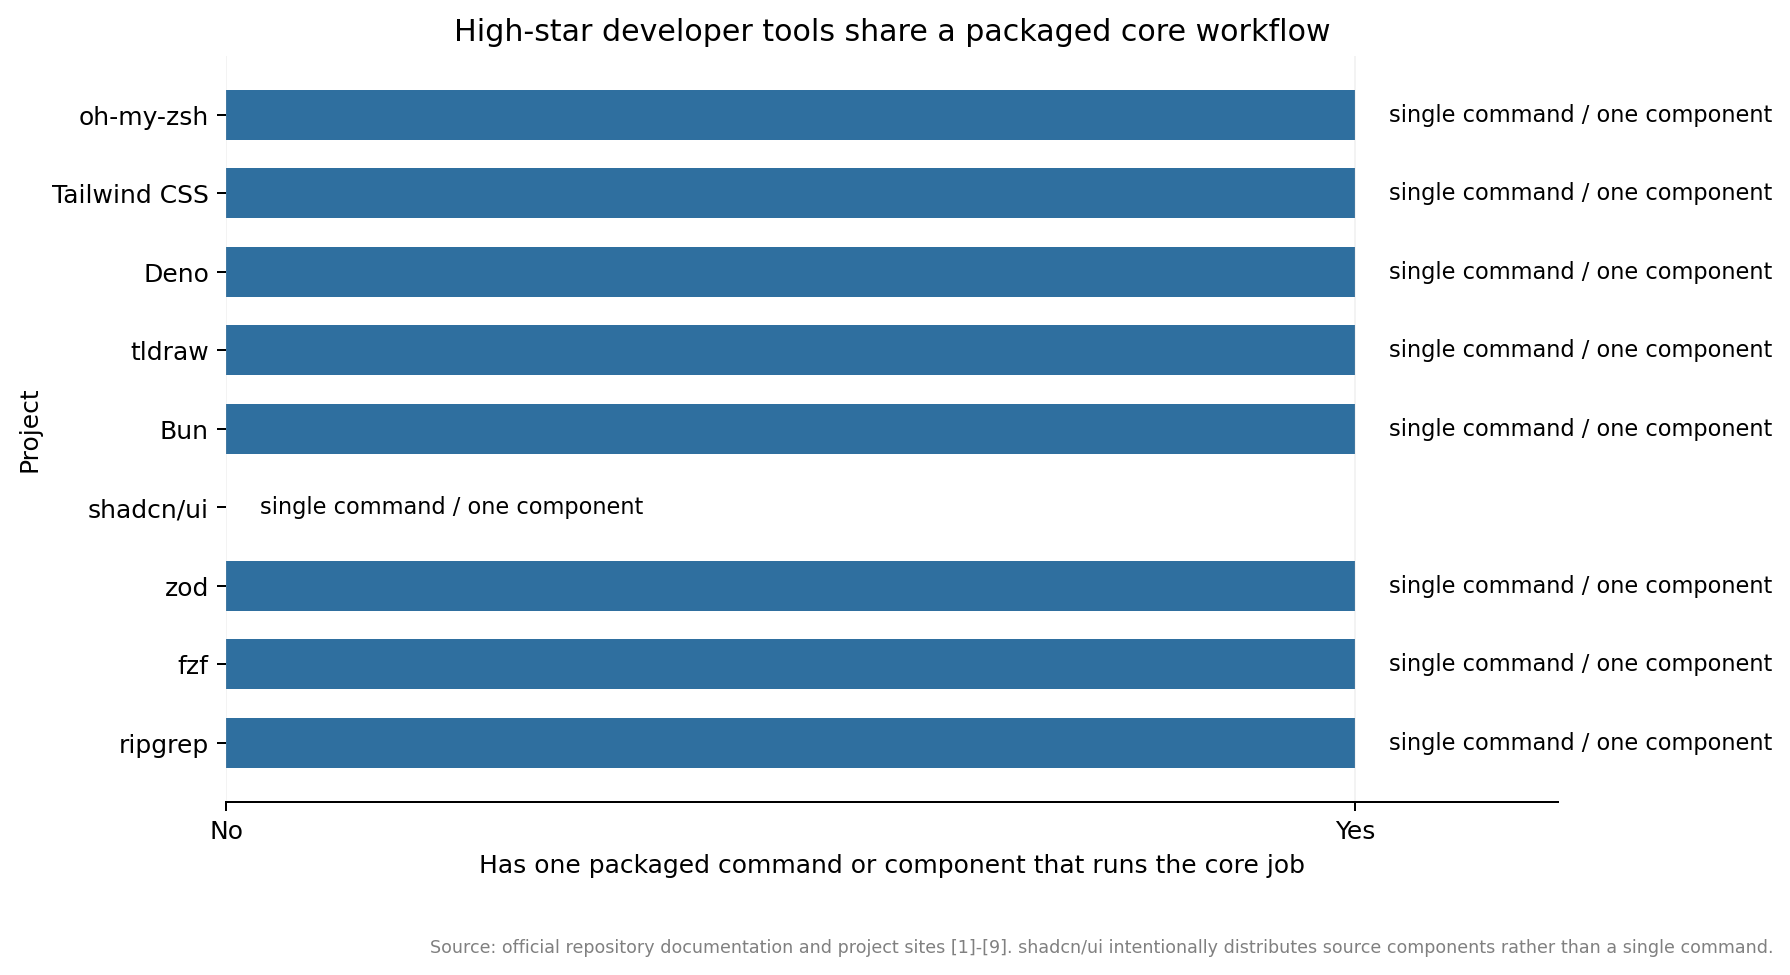 High-star developer tools share a packaged core workflow
oh-my-zsh single command / one component
Tailwind CSS single command / one component
Deno single command / one component
tldraw single command / one component
Bun single command / one component
shadcn/ui single command / one component
zod single command / one component
fzf single command / one component
ripgrep single command / one component
Project
No Yes
Has one packaged command or component that runs the core job
Source: official repository documentation and project sites [1]-[9]. shadcn/ui intentionally distributes source components rather than a single command.